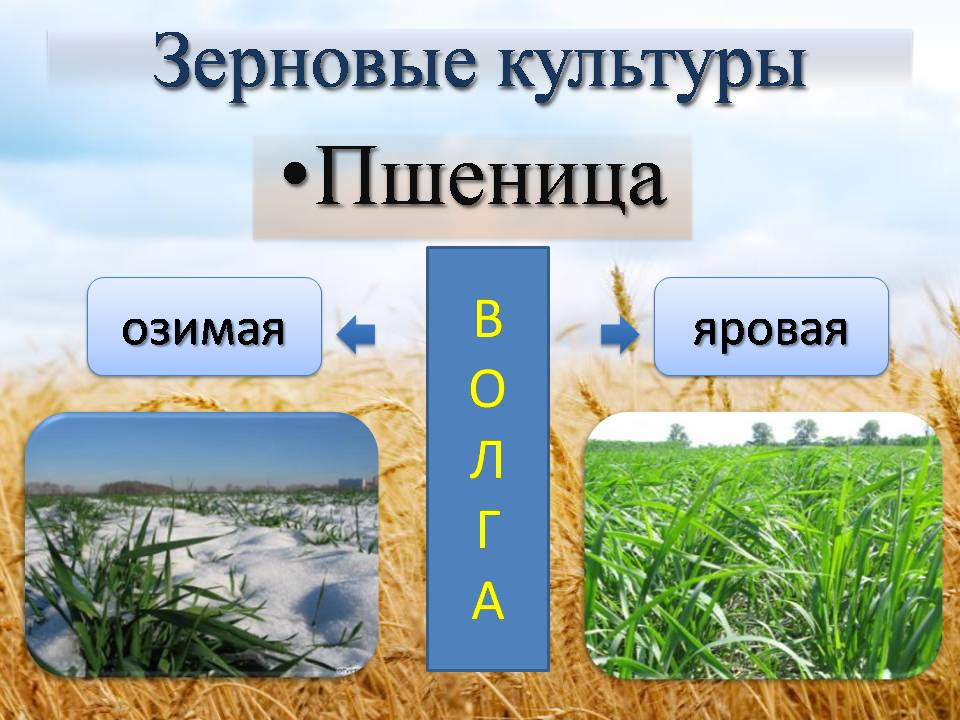 Зерновые культуры
•Пшеница
озимая
яровая
В
О
Л
Г
А